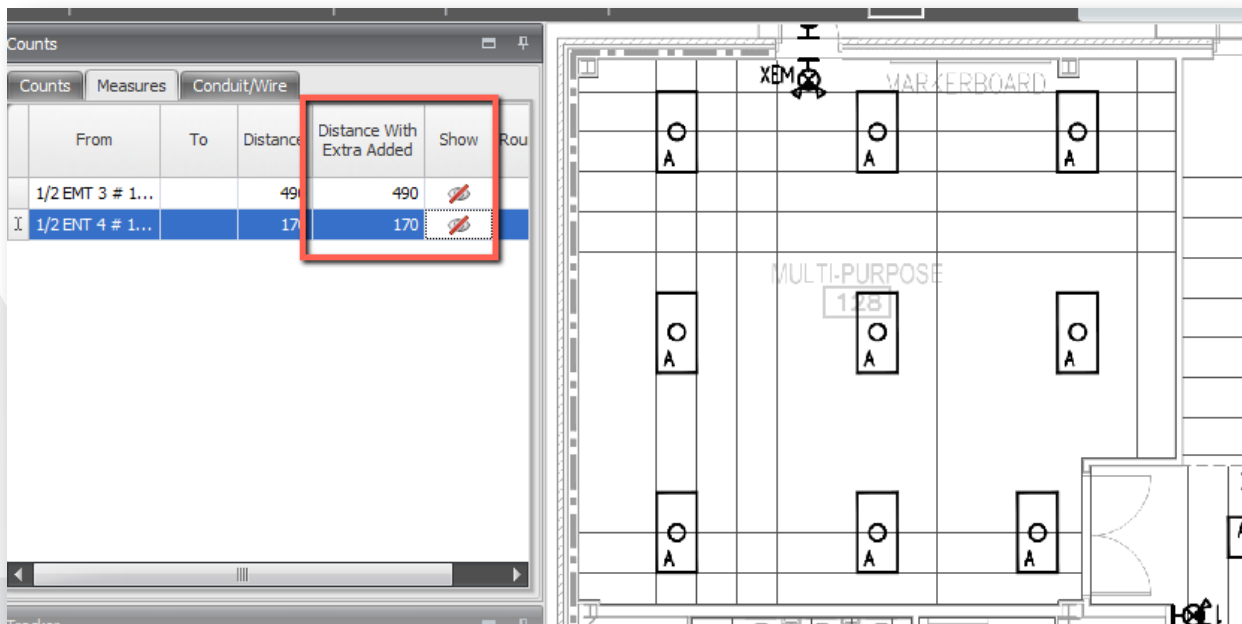 Counts
Counts Measures Conduit/Wire
From To Distance Distance With Extra Added Show Rou
1/2 EMT 3 # 1... 490 490
1/2 ENT 4 # 1... 170 170
XEM
MARKERBOARD
A A A
MULTI-PURPOSE
128
A A A
A A A